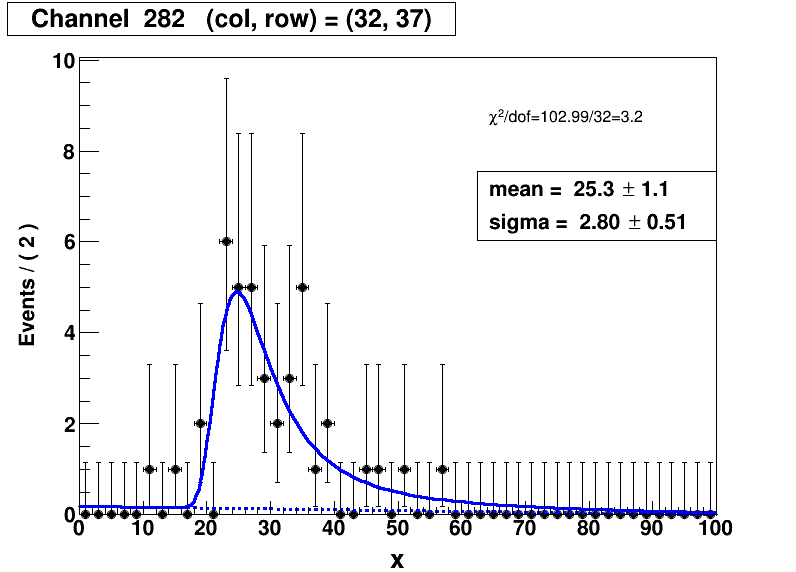 Channel 282 (col, row) = (32, 37)
10
χ²/dof=102.99/32=3.2
8
mean = 25.3 ± 1.1
sigma = 2.80 ± 0.51
6
Events / ( 2 )
4
2
0
0 10 20 30 40 50 60 70 80 90 100
x